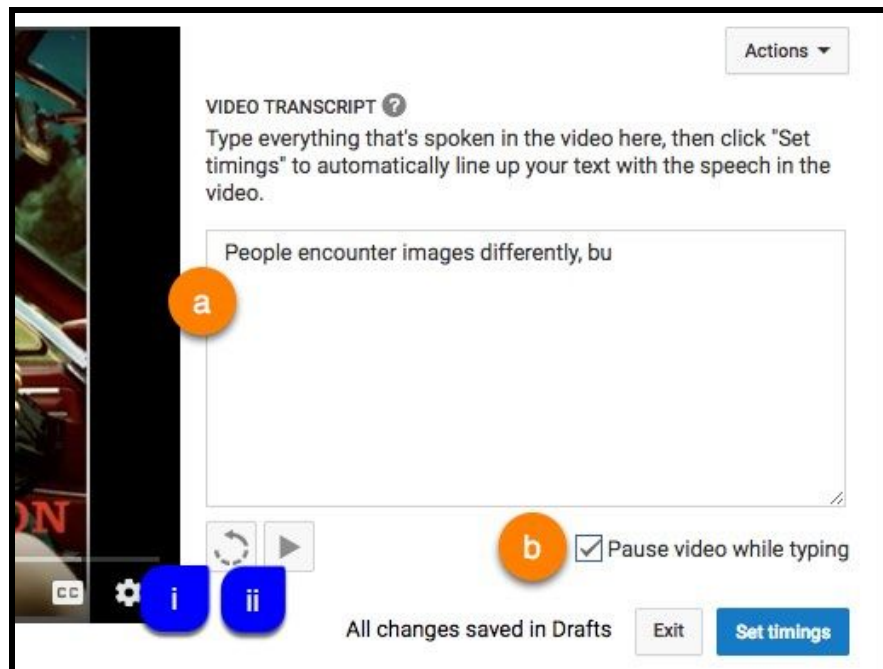 Actions
VIDEO TRANSCRIPT ?
Type everything that's spoken in the video here, then click "Set
timings" to automatically line up your text with the speech in the
video.
People encounter images differently, bu
a
ON
b
Pause video while typing
CC
i
ii
All changes saved in Drafts
Exit
Set timings